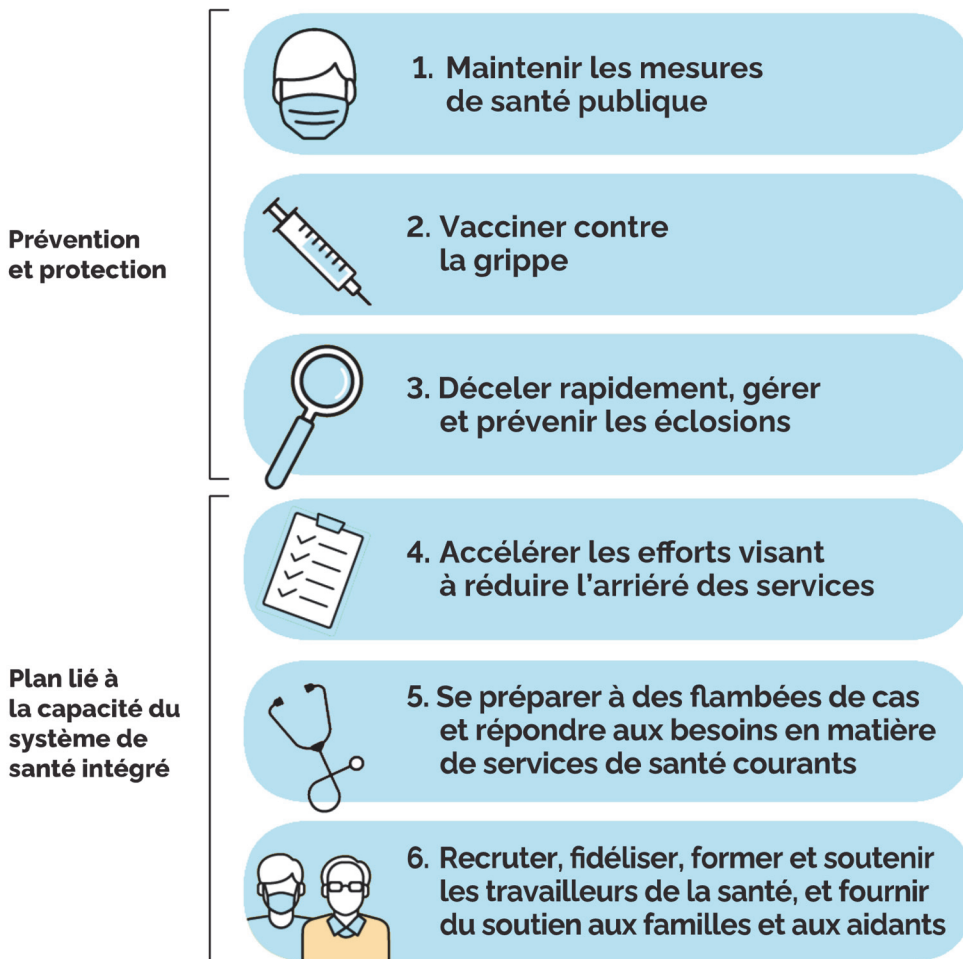 Prévention
et protection
1. Maintenir les mesures
de santé publique
2. Vacciner contre
la grippe
3. Déceler rapidement, gérer
et prévenir les éclosions
Plan lié à
la capacité du
système de
santé intégré
4. Accélérer les efforts visant
à réduire l'arriéré des services
5. Se préparer à des flambées de cas
et répondre aux besoins en matière
de services de santé courants
6. Recruter, fidéliser, former et soutenir
les travailleurs de la santé, et fournir
du soutien aux familles et aux aidants